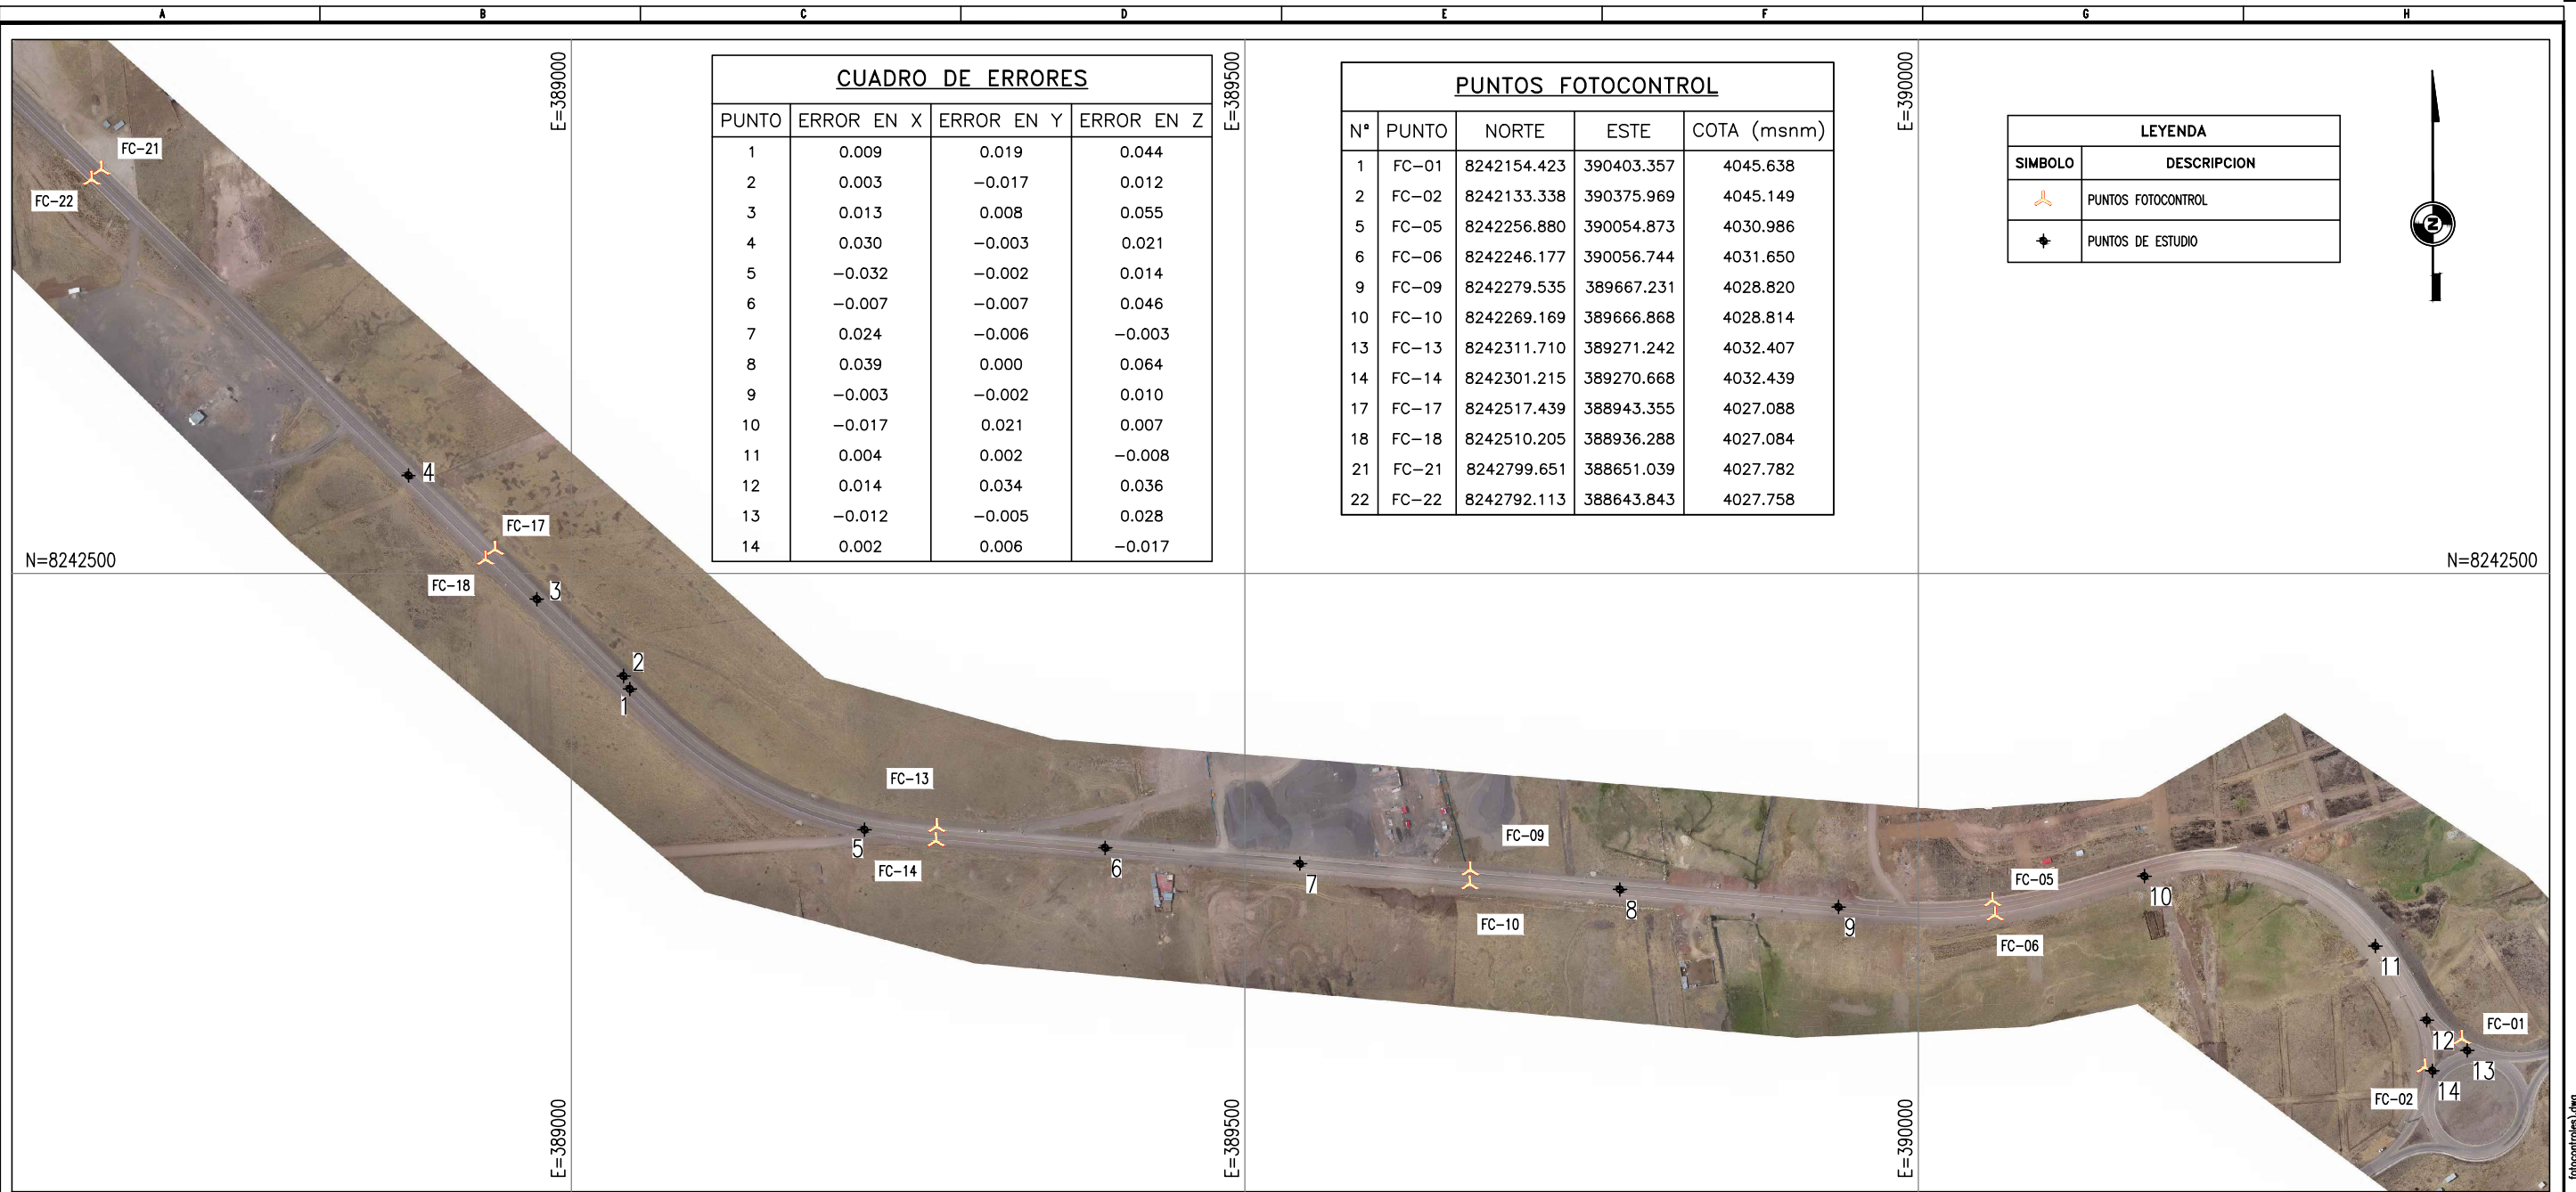 A B C D E F G H
E=389000
E=389500
E=390000
CUADRO DE ERRORES
PUNTO ERROR EN X ERROR EN Y ERROR EN Z
1 0.009 0.019 0.044
2 0.003 −0.017 0.012
3 0.013 0.008 0.055
4 0.030 −0.003 0.021
5 −0.032 −0.002 0.014
6 −0.007 −0.007 0.046
7 0.024 −0.006 −0.003
8 0.039 0.000 0.064
9 −0.003 −0.002 0.010
10 −0.017 0.021 0.007
11 0.004 0.002 −0.008
12 0.014 0.034 0.036
13 −0.012 −0.005 0.028
14 0.002 0.006 −0.017
PUNTOS FOTOCONTROL
Nº PUNTO NORTE ESTE COTA (msnm)
1 FC−01 8242154.423 390403.357 4045.638
2 FC−02 8242133.338 390375.969 4045.149
5 FC−05 8242256.880 390054.873 4030.986
6 FC−06 8242246.177 390056.744 4031.650
9 FC−09 8242279.535 389667.231 4028.820
10 FC−10 8242269.169 389666.868 4028.814
13 FC−13 8242311.710 389271.242 4032.407
14 FC−14 8242301.215 389270.668 4032.439
17 FC−17 8242517.439 388943.355 4027.088
18 FC−18 8242510.205 388936.288 4027.084
21 FC−21 8242799.651 388651.039 4027.782
22 FC−22 8242792.113 388643.843 4027.758
LEYENDA
SIMBOLO DESCRIPCION
PUNTOS FOTOCONTROL
PUNTOS DE ESTUDIO
N
FC−21
FC−22
4
FC−17
FC−18
3
N=8242500
N=8242500
2
1
FC−13
5
FC−14
6
7
FC−09
FC−10
8
9
FC−05
FC−06
10
11
FC−01
12
13
14
FC−02
E=389000
E=389500
E=390000
fotocontroles).dwg